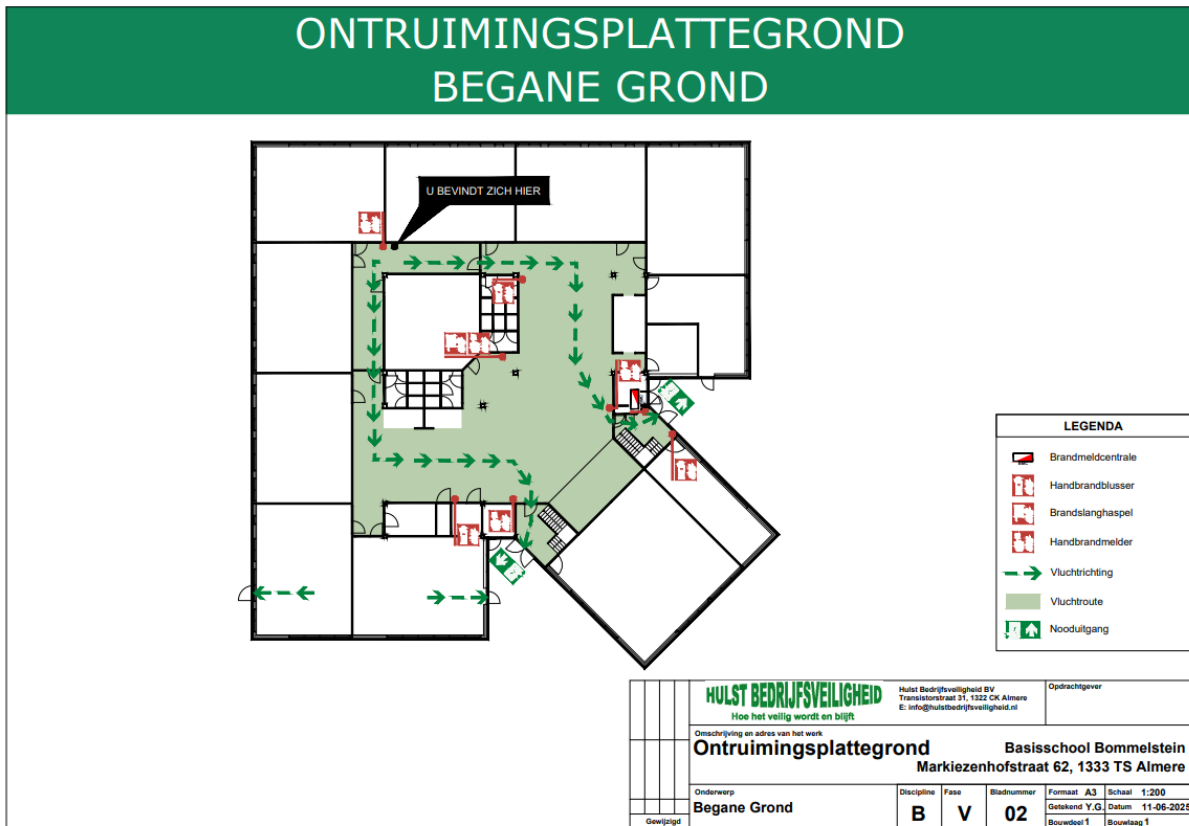 ONTRUIMINGSPLATTEGROND
BEGANE GROND
U BEVINDT ZICH HIER
LEGENDA
Brandmeldcentrale
Handbrandblusser
Brandslanghaspel
Handbrandmelder
Vluchtrichting
Vluchtroute
Nooduitgang
HULST BEDRIJFSVEILIGHEID
Hoe het veilig wordt en blijft
Hulst Bedrijfsveiligheid BV
Transistorstraat 31, 1322 CK Almere
E: info@hulstbedrijfsveiligheid.nl
Opdrachtgever
Omschrijving en adres van het werk
Ontruimingsplattegrond
Basisschool Bommelstein
Markiezenhofstraat 62, 1333 TS Almere
Onderwerp
Begane Grond
Discipline
B
Fase
V
Bladnummer
02
Formaat A3
Schaal 1:200
Getekend Y.G.
Datum 11-06-2025
Bouwdeel 1
Bouwlaag 1
Gewijzigd